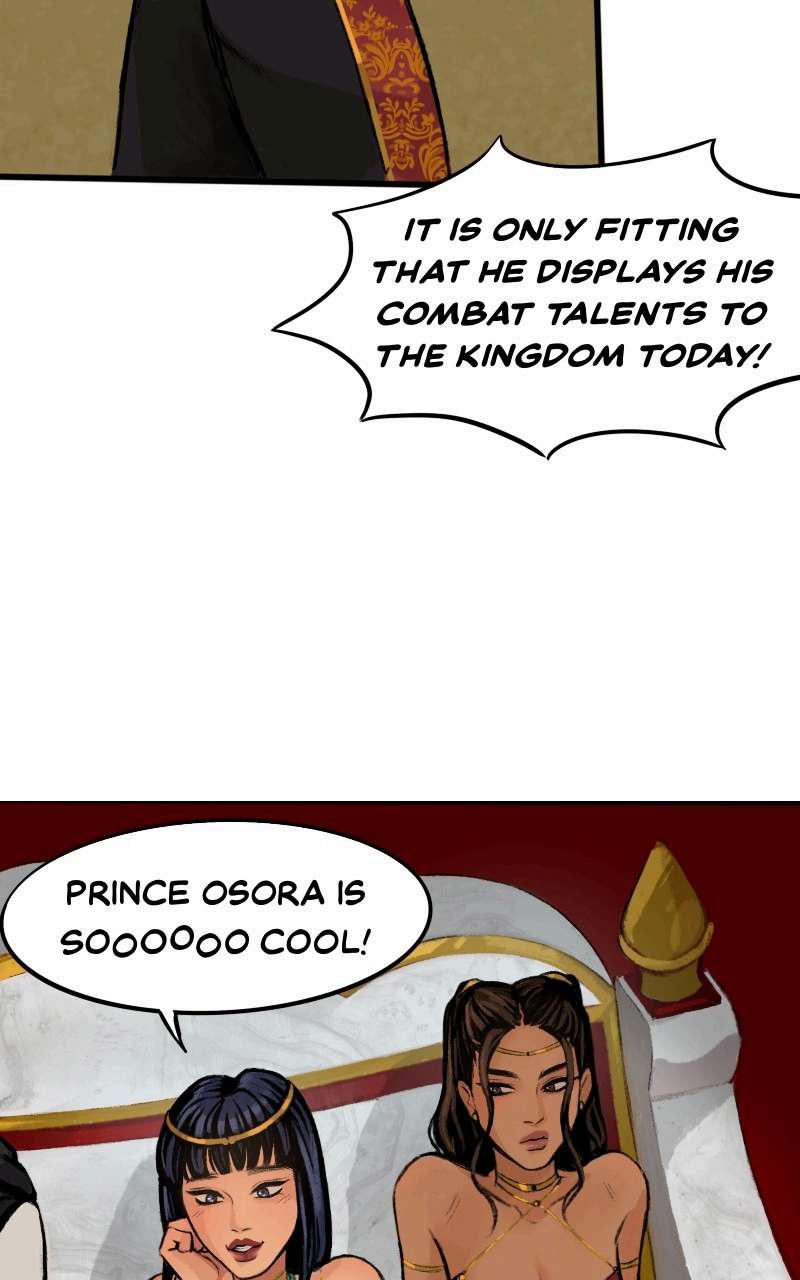 IT IS ONLY FITTING
THAT HE DISPLAYS HIS
COMBAT TALENTS TO
THE KINGDOM TODAY!
PRINCE OSORA IS
SOOOOOO COOL!